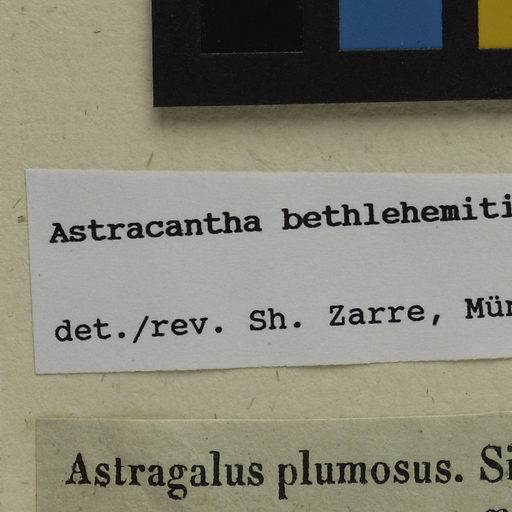 Astracantha bethlehemiti
det./rev. Sh. Zarre, Mün
Astragalus plumosus. Si